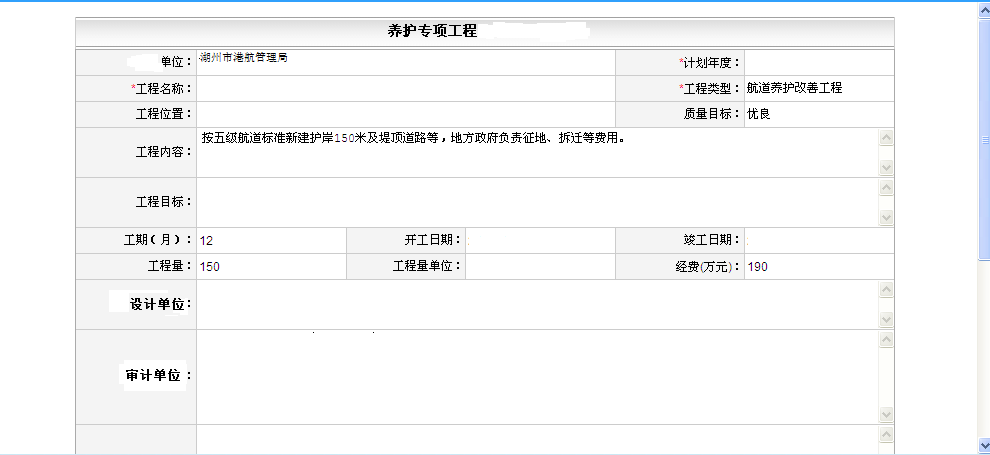 养护专项工程
单位： 湖州市港航管理局 *计划年度：
*工程名称： *工程类型： 航道养护改善工程
工程位置： 质量目标： 优良
工程内容： 按五级航道标准新建护岸150米及堤顶道路等，地方政府负责征地、拆迁等费用。
工程目标：
工期（月）： 12 开工日期： 竣工日期：
工程量： 150 工程量单位： 经费(万元)： 190
设计单位：
审计单位：